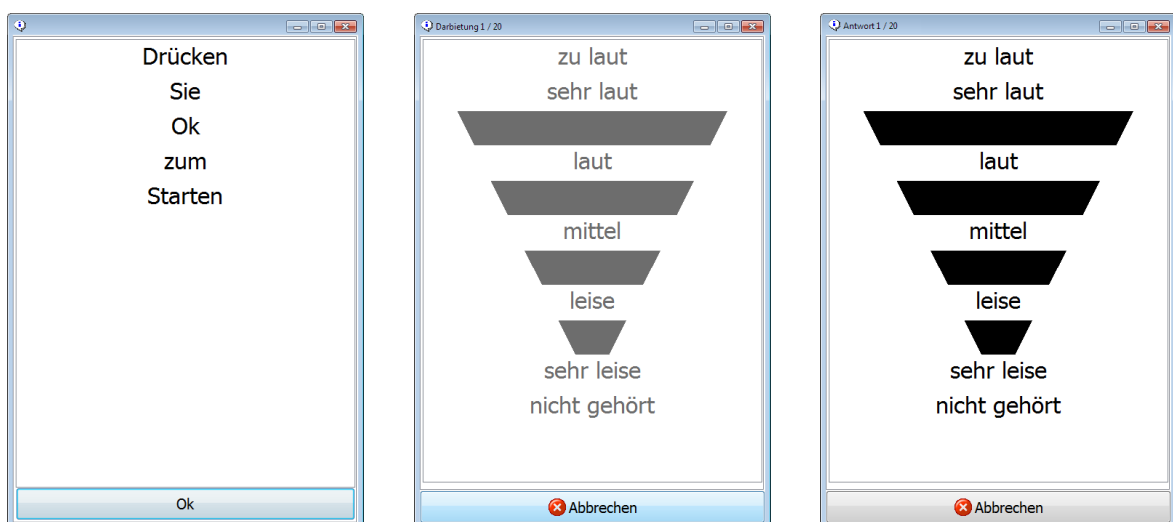 Drücken
Sie
Ok
zum
Starten
Ok
Darbietung 1 / 20
zu laut
sehr laut
laut
mittel
leise
sehr leise
nicht gehört
Abbrechen
Antwort 1 / 20
zu laut
sehr laut
laut
mittel
leise
sehr leise
nicht gehört
Abbrechen